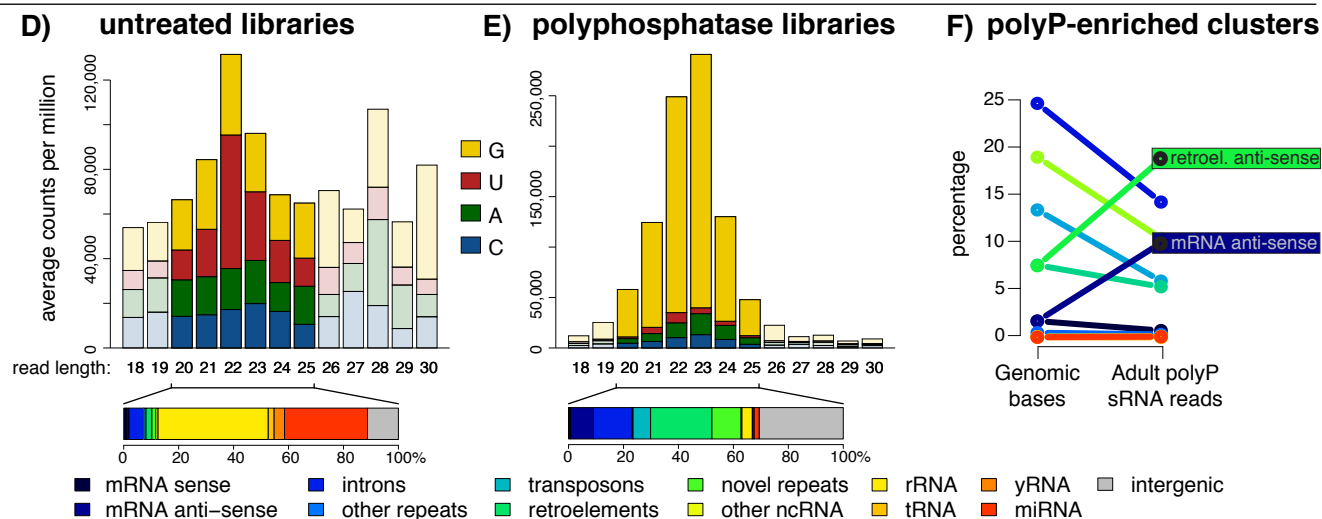 D) untreated libraries
average counts per million
120,000
80,000
40,000
0
G
U
A
C
read length: 18 19 20 21 22 23 24 25 26 27 28 29 30
0 20 40 60 80 100%
E) polyphosphatase libraries
250,000
150,000
50,000
0
18 19 20 21 22 23 24 25 26 27 28 29 30
0 20 40 60 80 100%
F) polyP-enriched clusters
percentage
25
20
15
10
5
0
retroel. anti-sense
mRNA anti-sense
Genomic
bases
Adult polyP
sRNA reads
mRNA sense
introns
transposons
novel repeats
rRNA
yRNA
intergenic
mRNA anti−sense
other repeats
retroelements
other ncRNA
tRNA
miRNA